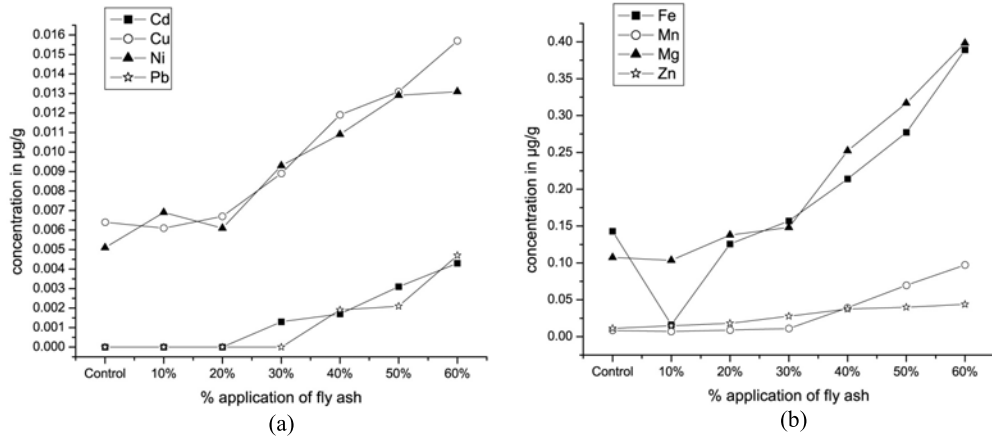 Cd
Cu
Ni
Pb
0.016
0.015
0.014
0.013
0.012
0.011
0.010
0.009
0.008
0.007
0.006
0.005
0.004
0.003
0.002
0.001
0.000
concentration in µg/g
Control 10% 20% 30% 40% 50% 60%
% application of fly ash
(a)
Fe
Mn
Mg
Zn
0.40
0.35
0.30
0.25
0.20
0.15
0.10
0.05
0.00
concentration in µg/g
Control 10% 20% 30% 40% 50% 60%
% application of fly ash
(b)